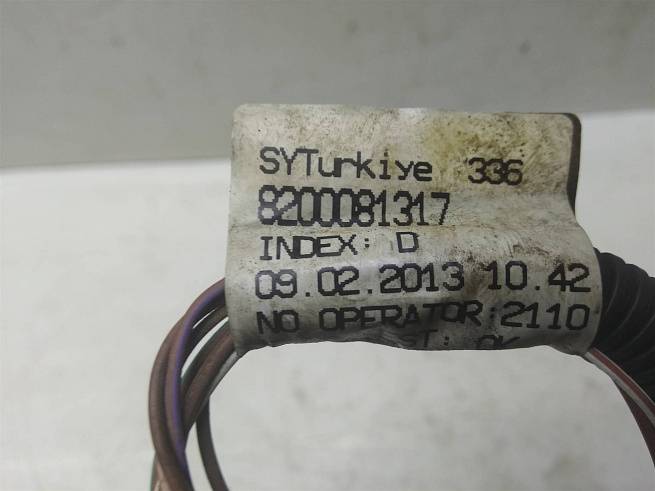 SYTurkiye 336
8200081317
INDEX: D
09.02.2013 10.42
NO OPERATOR:2110